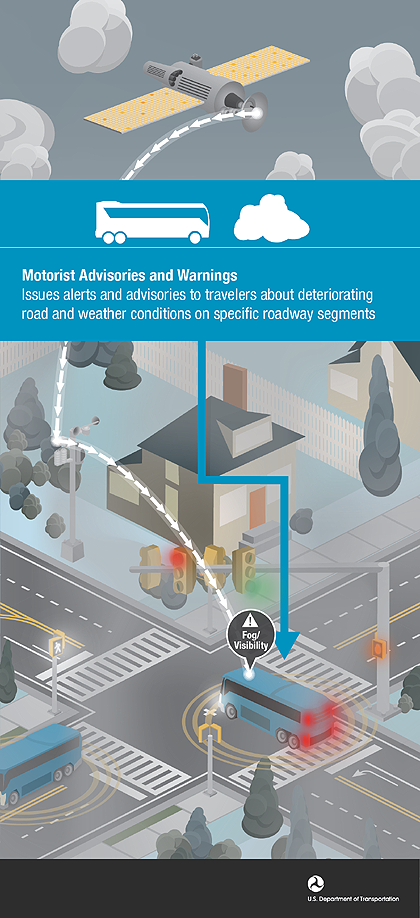 Motorist Advisories and Warnings
Issues alerts and advisories to travelers about deteriorating
road and weather conditions on specific roadway segments
Fog/
Visibility
U.S. Department of Transportation